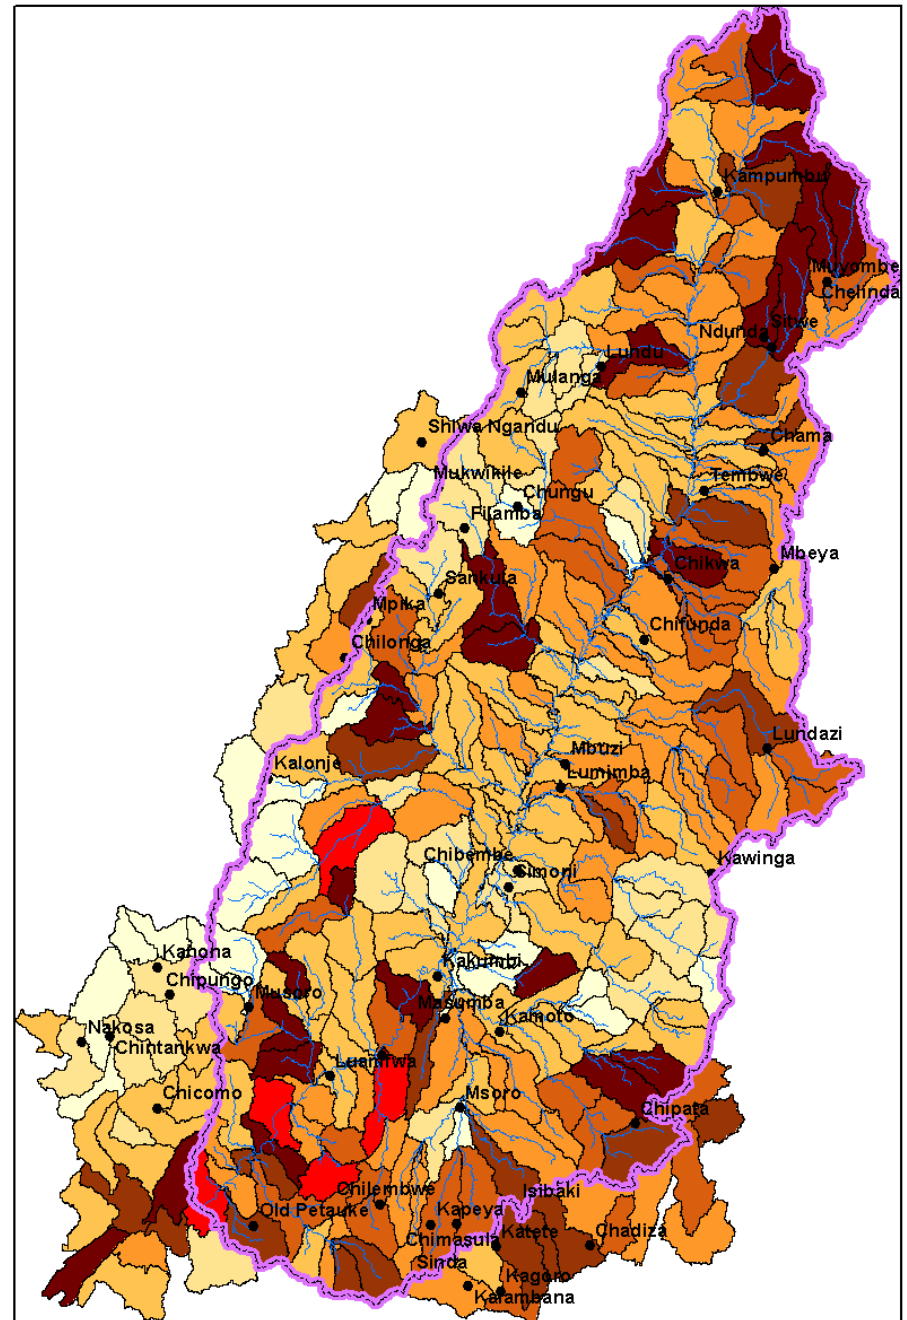 Kampumbu
Muyombe
Chelinda
Sitwe
Ndunda
Lundu
Mulanga
Shiwa Ngandu
Chama
Mukwikile
Tembwe
Chungu
Filamba
Mbeya
Chikwa
Sankuta
Mpika
Chifunda
Chilonga
Lundazi
Mbuzi
Kalonje
Lumimba
Chibembe
Kawinga
Simoni
Kanona
Kakumbi
Chipungo
Musoro
Masumba
Kamoto
Nakosa
Chintankwa
Luamfwa
Chicomo
Msoro
Chipata
Chilembwe
Isibaki
Old Petauke
Kapeya
Chimasula
Katete
Chadiza
Sinda
Kagoro
Karambana